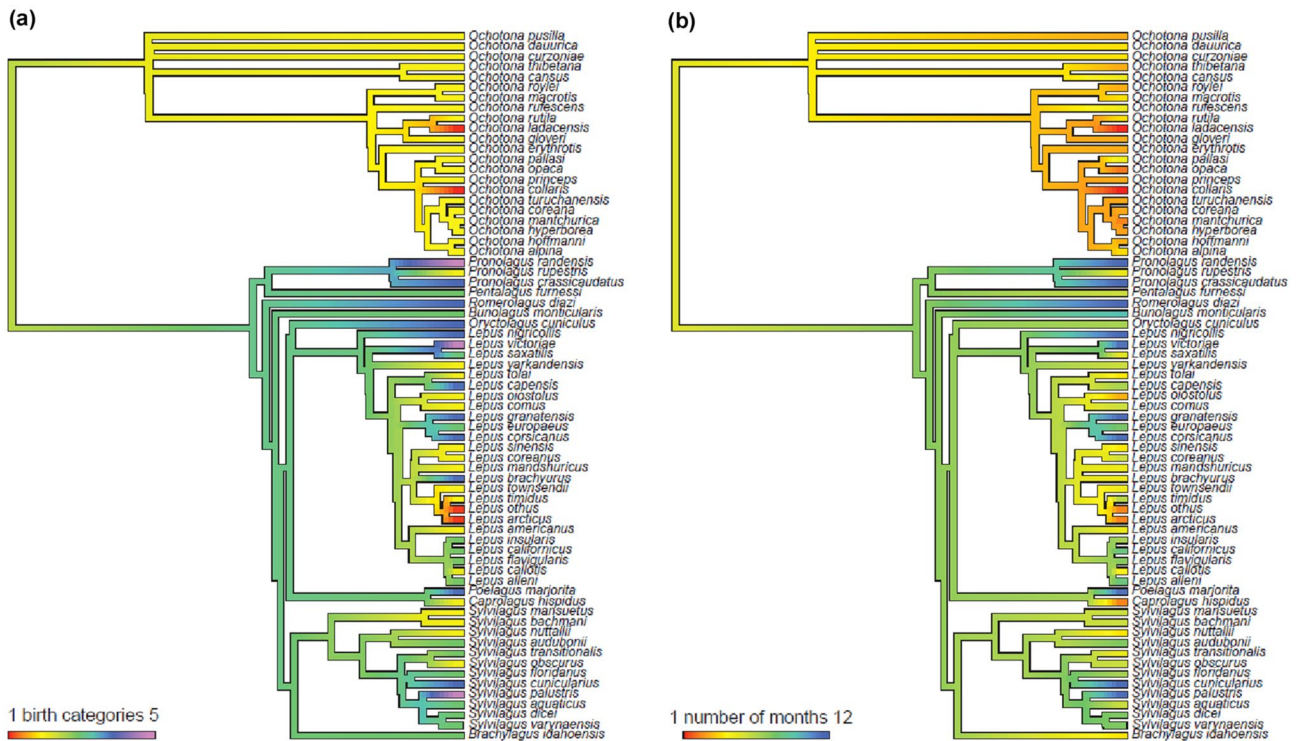 (a)
Ochotona pusilla
Ochotona dauurica
Ochotona curzoniae
Ochotona thibetana
Ochotona cansus
Ochotona roylei
Ochotona macrotis
Ochotona rufescens
Ochotona rutila
Ochotona ladacensis
Ochotona gloveri
Ochotona erythrotis
Ochotona pallasi
Ochotona opaca
Ochotona princeps
Ochotona collaris
Ochotona turuchanensis
Ochotona coreana
Ochotona mantchurica
Ochotona hyperborea
Ochotona hoffmanni
Ochotona alpina
Pronolagus randensis
Pronolagus rupestris
Pronolagus crassicaudatus
Pentalagus furnessi
Romerolagus diazi
Bunolagus monticularis
Oryctolagus cuniculus
Lepus nigricollis
Lepus victoriae
Lepus saxatilis
Lepus yarkandensis
Lepus tolai
Lepus capensis
Lepus oiostolus
Lepus comus
Lepus granatensis
Lepus europaeus
Lepus corsicanus
Lepus sinensis
Lepus coreanus
Lepus mandshuricus
Lepus brachyurus
Lepus townsendii
Lepus timidus
Lepus othus
Lepus arcticus
Lepus americanus
Lepus insularis
Lepus californicus
Lepus flavigularis
Lepus callotis
Lepus alleni
Poelagus marjorita
Caprolagus hispidus
Sylvilagus mansuetus
Sylvilagus bachmani
Sylvilagus nuttallii
Sylvilagus audubonii
Sylvilagus transitionalis
Sylvilagus obscurus
Sylvilagus floridanus
Sylvilagus cunicularius
Sylvilagus palustris
Sylvilagus aquaticus
Sylvilagus dicei
Sylvilagus varynaensis
Brachylagus idahoensis
1 birth categories 5
(b)
Ochotona pusilla
Ochotona dauurica
Ochotona curzoniae
Ochotona thibetana
Ochotona cansus
Ochotona roylei
Ochotona macrotis
Ochotona rufescens
Ochotona rutila
Ochotona ladacensis
Ochotona gloveri
Ochotona erythrotis
Ochotona pallasi
Ochotona opaca
Ochotona princeps
Ochotona collaris
Ochotona turuchanensis
Ochotona coreana
Ochotona mantchurica
Ochotona hyperborea
Ochotona hoffmanni
Ochotona alpina
Pronolagus randensis
Pronolagus rupestris
Pronolagus crassicaudatus
Pentalagus furnessi
Romerolagus diazi
Bunolagus monticularis
Oryctolagus cuniculus
Lepus nigricollis
Lepus victoriae
Lepus saxatilis
Lepus yarkandensis
Lepus tolai
Lepus capensis
Lepus oiostolus
Lepus comus
Lepus granatensis
Lepus europaeus
Lepus corsicanus
Lepus sinensis
Lepus coreanus
Lepus mandshuricus
Lepus brachyurus
Lepus townsendii
Lepus timidus
Lepus othus
Lepus arcticus
Lepus americanus
Lepus insularis
Lepus californicus
Lepus flavigularis
Lepus callotis
Lepus alleni
Poelagus marjorita
Caprolagus hispidus
Sylvilagus mansuetus
Sylvilagus bachmani
Sylvilagus nuttallii
Sylvilagus audubonii
Sylvilagus transitionalis
Sylvilagus obscurus
Sylvilagus floridanus
Sylvilagus cunicularius
Sylvilagus palustris
Sylvilagus aquaticus
Sylvilagus dicei
Sylvilagus varynaensis
Brachylagus idahoensis
1 number of months 12